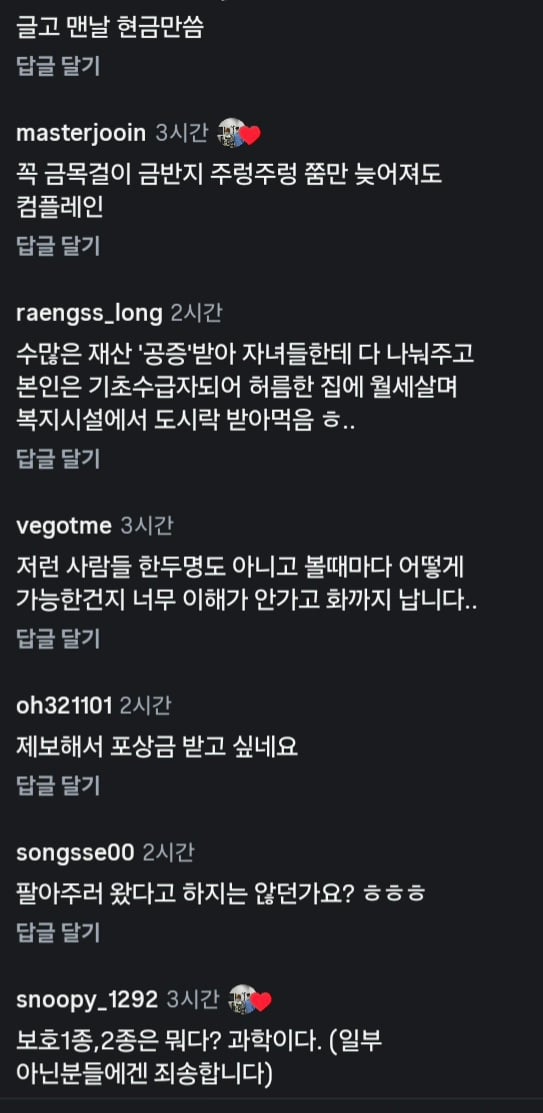 글고 맨날 현금만씀
답글 달기
masterjooin 3시간
꼭 금목걸이 금반지 주렁주렁 쭘만 늦어져도
컴플레인
답글 달기
raengss_long 2시간
수많은 재산 '공증'받아 자녀들한테 다 나눠주고
본인은 기초수급자되어 허름한 집에 월세살며
복지시설에서 도시락 받아먹음 ㅎ..
답글 달기
vegotme 3시간
저런 사람들 한두명도 아니고 볼때마다 어떻게
가능한건지 너무 이해가 안가고 화까지 납니다..
답글 달기
oh321101 2시간
제보해서 포상금 받고 싶네요
답글 달기
songsse00 2시간
팔아주러 왔다고 하지는 않던가요? ㅎㅎㅎ
답글 달기
snoopy_1292 3시간
보호1종,2종은 뭐다? 과학이다. (일부
아닌분들에겐 죄송합니다)